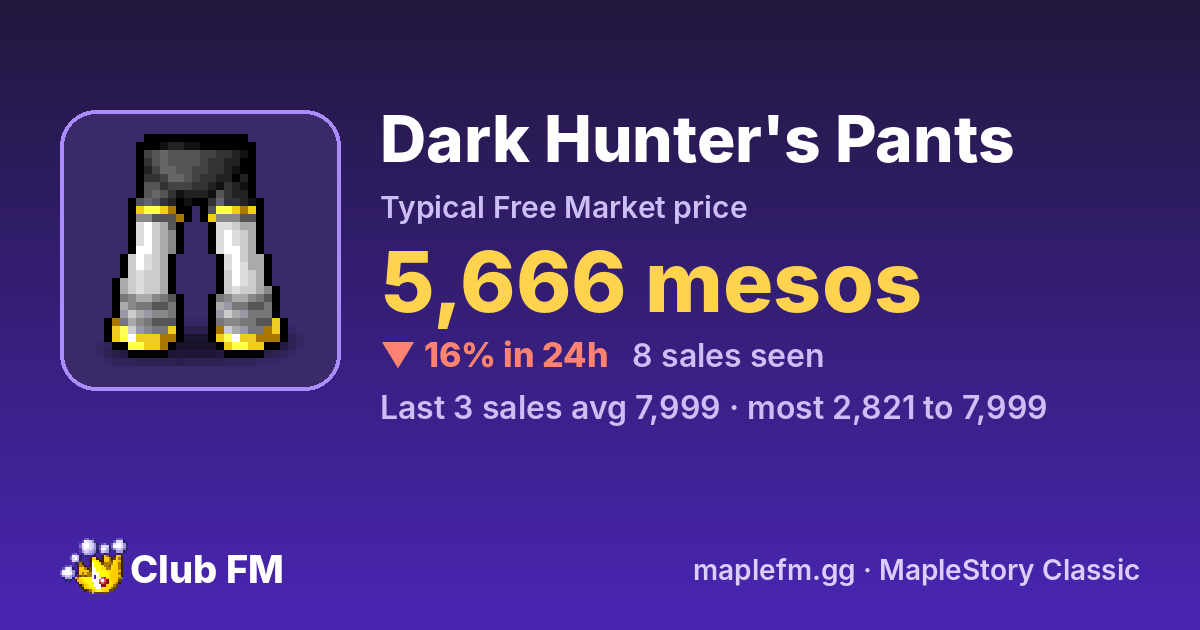 Dark Hunter's Pants
Typical Free Market price
5,666 mesos
▼ 16% in 24h 8 sales seen
Last 3 sales avg 7,999 · most 2,821 to 7,999
Club FM
maplefm.gg · MapleStory Classic